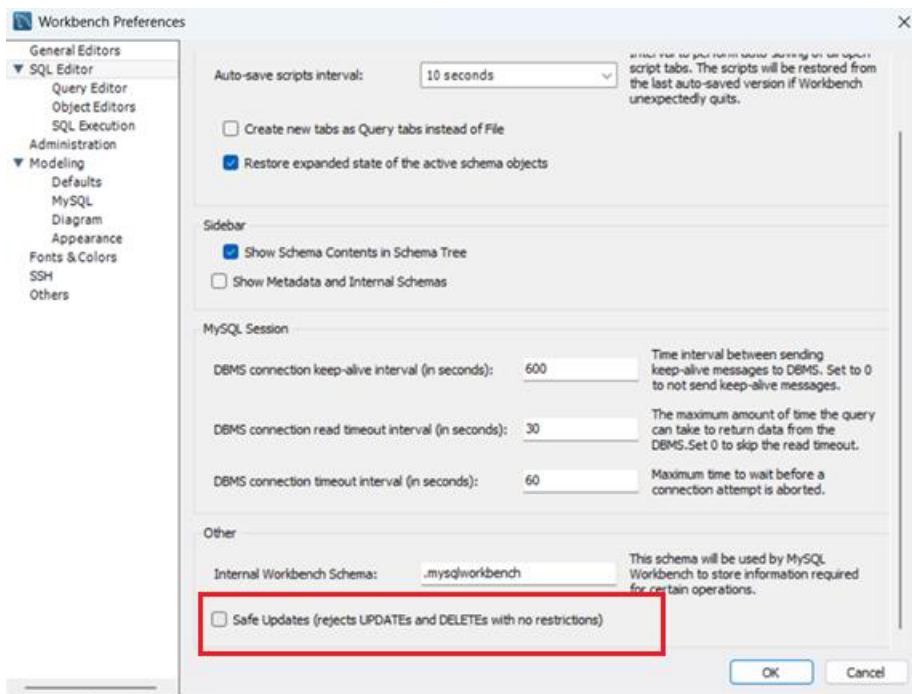 Workbench Preferences
General Editors
SQL Editor
Query Editor
Object Editors
SQL Execution
Administration
Modeling
Defaults
MySQL
Diagram
Appearance
Fonts & Colors
SSH
Others
Interval to perform auto-saving of all open
Auto-save scripts interval:
10 seconds
script tabs. The scripts will be restored from
the last auto-saved version if Workbench
unexpectedly quits.
Create new tabs as Query tabs instead of File
Restore expanded state of the active schema objects
Sidebar
Show Schema Contents in Schema Tree
Show Metadata and Internal Schemas
MySQL Session
DBMS connection keep-alive interval (in seconds):
600
Time interval between sending
keep-alive messages to DBMS. Set to 0
to not send keep-alive messages.
DBMS connection read timeout interval (in seconds):
30
The maximum amount of time the query
can take to return data from the
DBMS.Set 0 to skip the read timeout.
DBMS connection timeout interval (in seconds):
60
Maximum time to wait before a
connection attempt is aborted.
Other
Internal Workbench Schema:
.mysqlworkbench
This schema will be used by MySQL
Workbench to store information required
for certain operations.
Safe Updates (rejects UPDATEs and DELETEs with no restrictions)
OK
Cancel